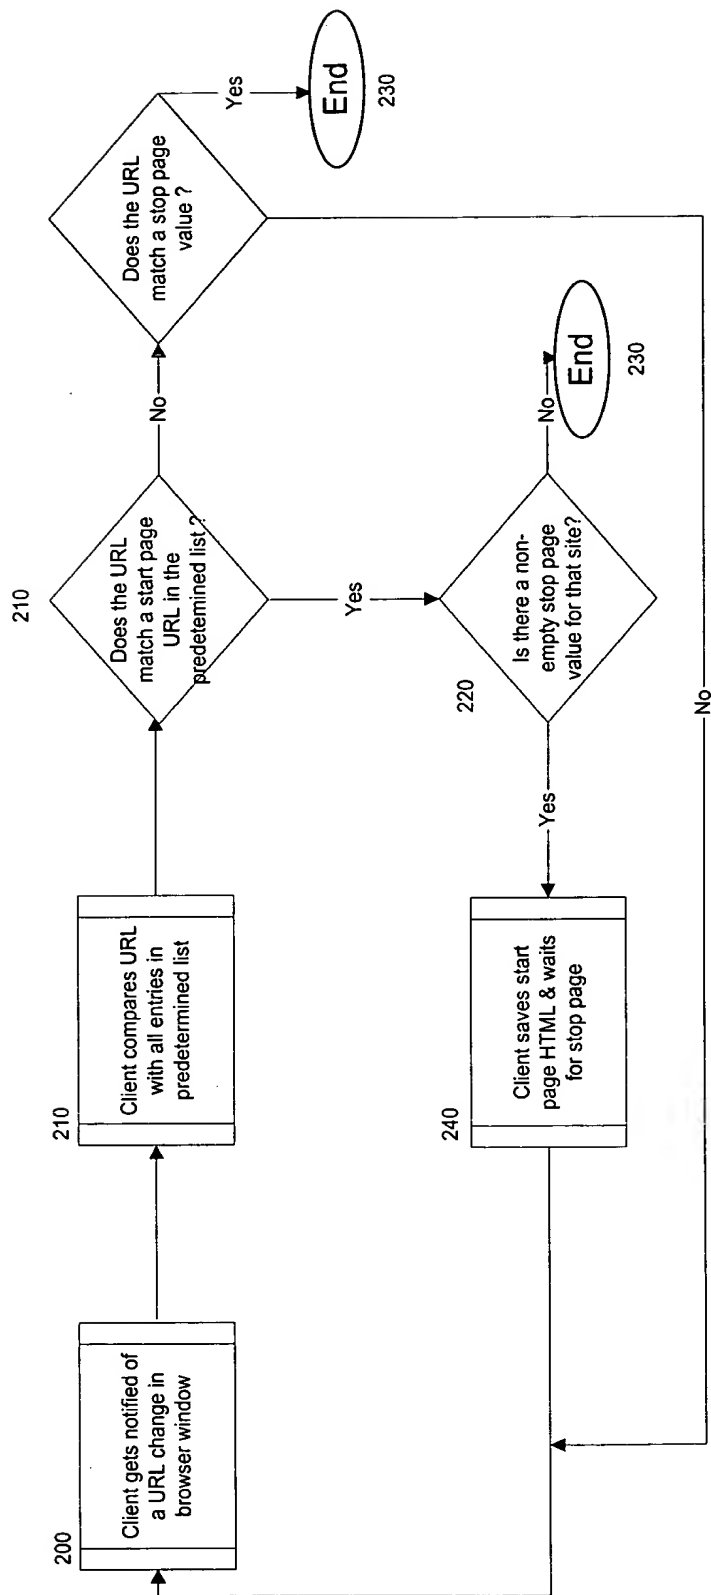 200
Client gets notified of
a URL change in
browser window
210
Client compares URL
with all entries in
predetermined list
210
Does the URL
match a start page
URL in the
predetemined list ?
No
Does the URL
match a stop page
value ?
Yes
End
230
Yes
220
Is there a non-
empty stop page
value for that site?
No
End
230
Yes
240
Client saves start
page HTML & waits
for stop page
No